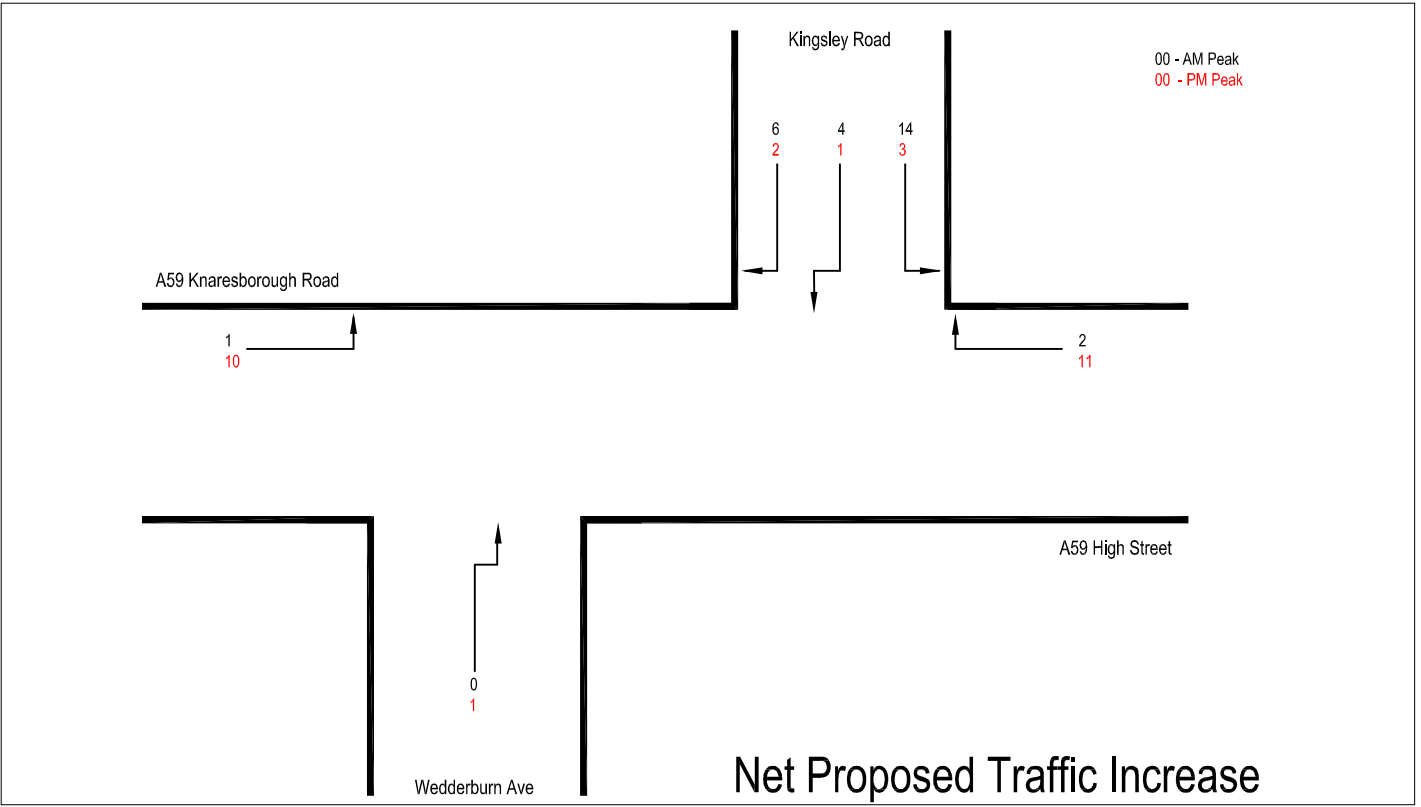 Kingsley Road
00 - AM Peak
00 - PM Peak
6 4 14
2 1 3
A59 Knaresborough Road
1
10
2
11
A59 High Street
0
1
Wedderburn Ave
Net Proposed Traffic Increase